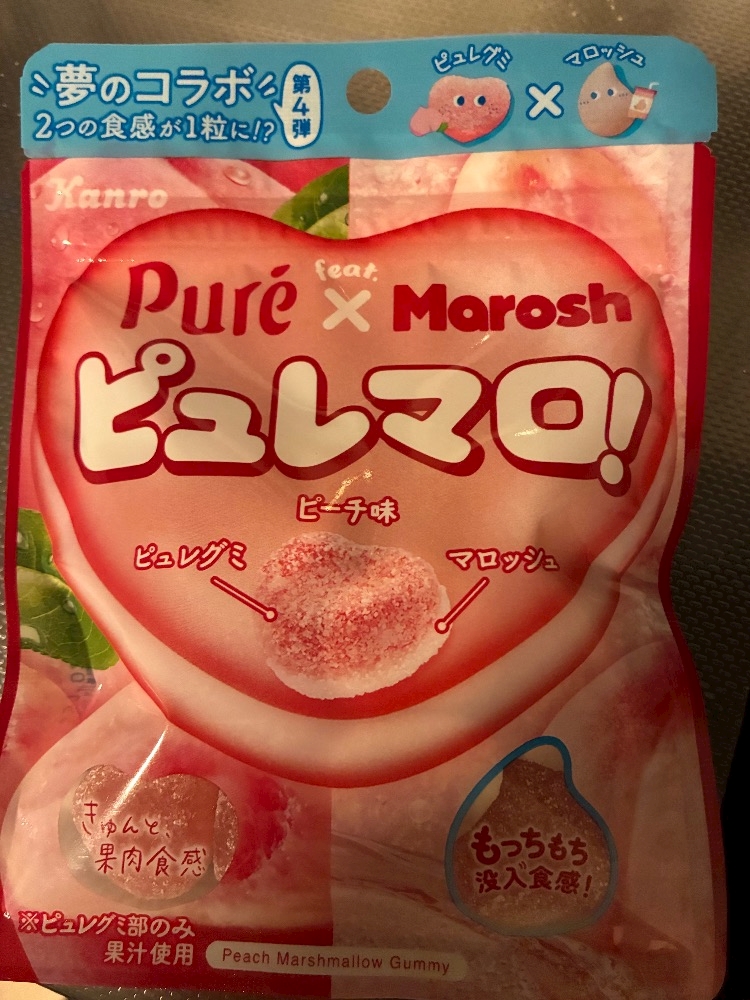 夢のコラボ
2つの食感が1粒に!?
第4弾
ピュレグミ
×
マロッシュ
Kanro
Puré feat. × Marosh
ピュレマロ!
ピーチ味
ピュレグミ
マロッシュ
きゅんと、
果肉食感
もっちもち
没入食感!
※ピュレグミ部のみ
果汁使用
Peach Marshmallow Gummy